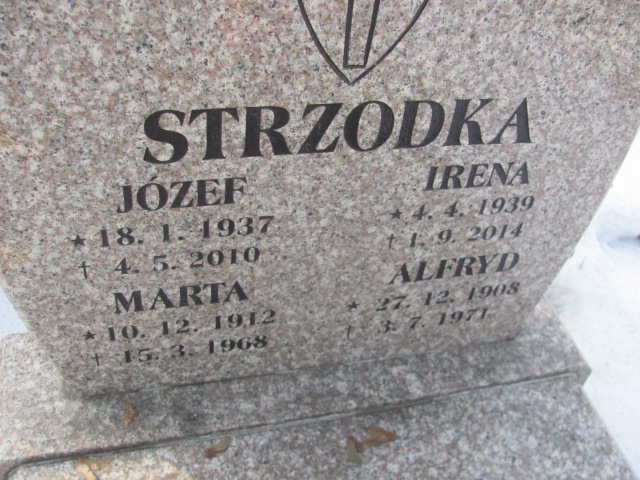 STRZODKA
JÓZEF
★ 18. 1. 1937
† 4. 5. 2010
IRENA
★ 4. 4. 1939
† 1. 9. 2014
MARTA
★ 10. 12. 1912
† 15. 3. 1968
ALFRYD
★ 27. 12. 1908
† 3. 7. 1971